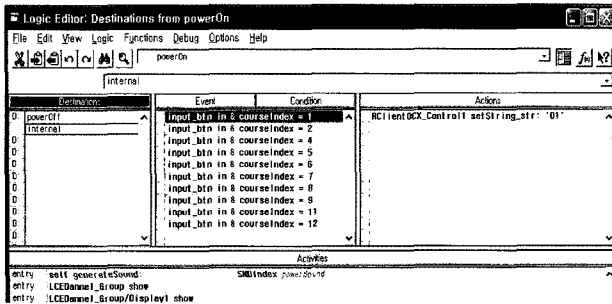 Logic Editor: Destinations from powerOn
File Edit View Logic Functions Debug Options Help
powerOn
internal
Destinations Event Condition Actions
powerOff
internal
input_btn in & courseIndex = 1
input_btn in & courseIndex = 2
input_btn in & courseIndex = 4
input_btn in & courseIndex = 5
input_btn in & courseIndex = 6
input_btn in & courseIndex = 7
input_btn in & courseIndex = 8
input_btn in & courseIndex = 9
input_btn in & courseIndex = 11
input_btn in & courseIndex = 12
RClientOCX_Control1 setString_str: '01'
Activities
entry self generateSound: SNDindex powerSound
entry LCEDannel_Group show
entry LCEDannel_Group/Display1 show